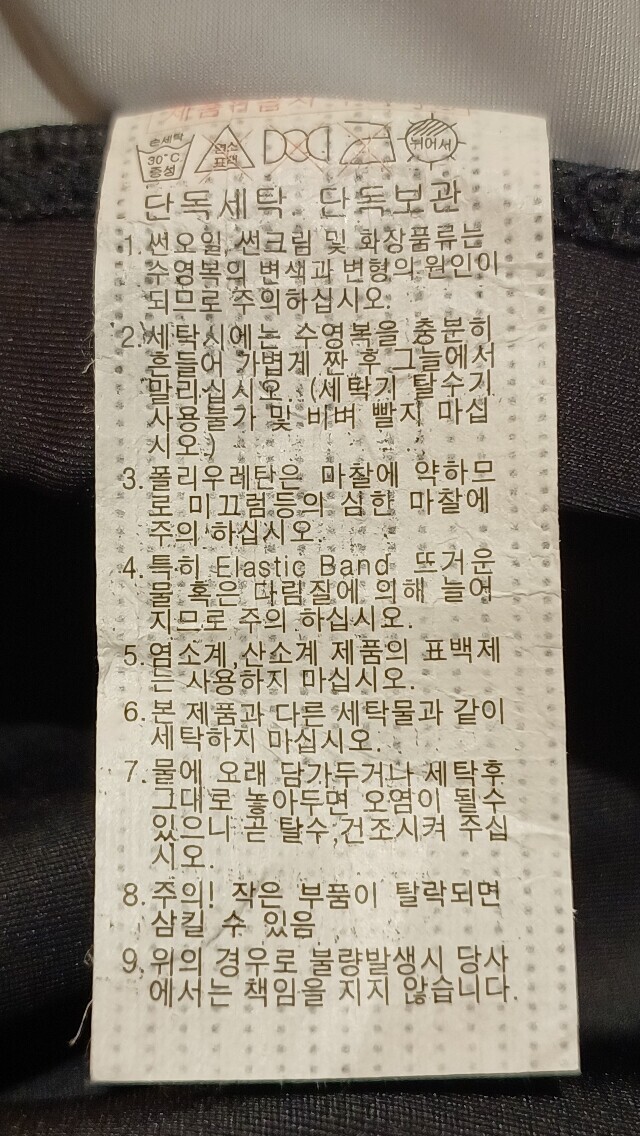 손세탁
30°C
중성
염소
표백
뉘어서
단독세탁 단독보관
1. 썬오일,썬크림 및 화장품류는
수영복의 변색과 변형의 원인이
되므로 주의하십시오.
2. 세탁시에는 수영복을 충분히
흔들어 가볍게 짠 후 그늘에서
말리십시오. (세탁기 탈수기
사용불가 및 비벼 빨지 마십
시오.)
3. 폴리우레탄은 마찰에 약하므
로 미끄럼등의 심한 마찰에
주의 하십시오.
4. 특히 Elastic Band 뜨거운
물 혹은 다림질에 의해 늘어
지므로 주의 하십시오.
5. 염소계,산소계 제품의 표백제
는 사용하지 마십시오.
6. 본 제품과 다른 세탁물과 같이
세탁하지 마십시오.
7. 물에 오래 담가두거나 세탁후
그대로 놓아두면 오염이 될수
있으니 곧 탈수,건조시켜 주십
시오.
8. 주의! 작은 부품이 탈락되면
삼킬 수 있음
9. 위의 경우로 불량발생시 당사
에서는 책임을 지지 않습니다.